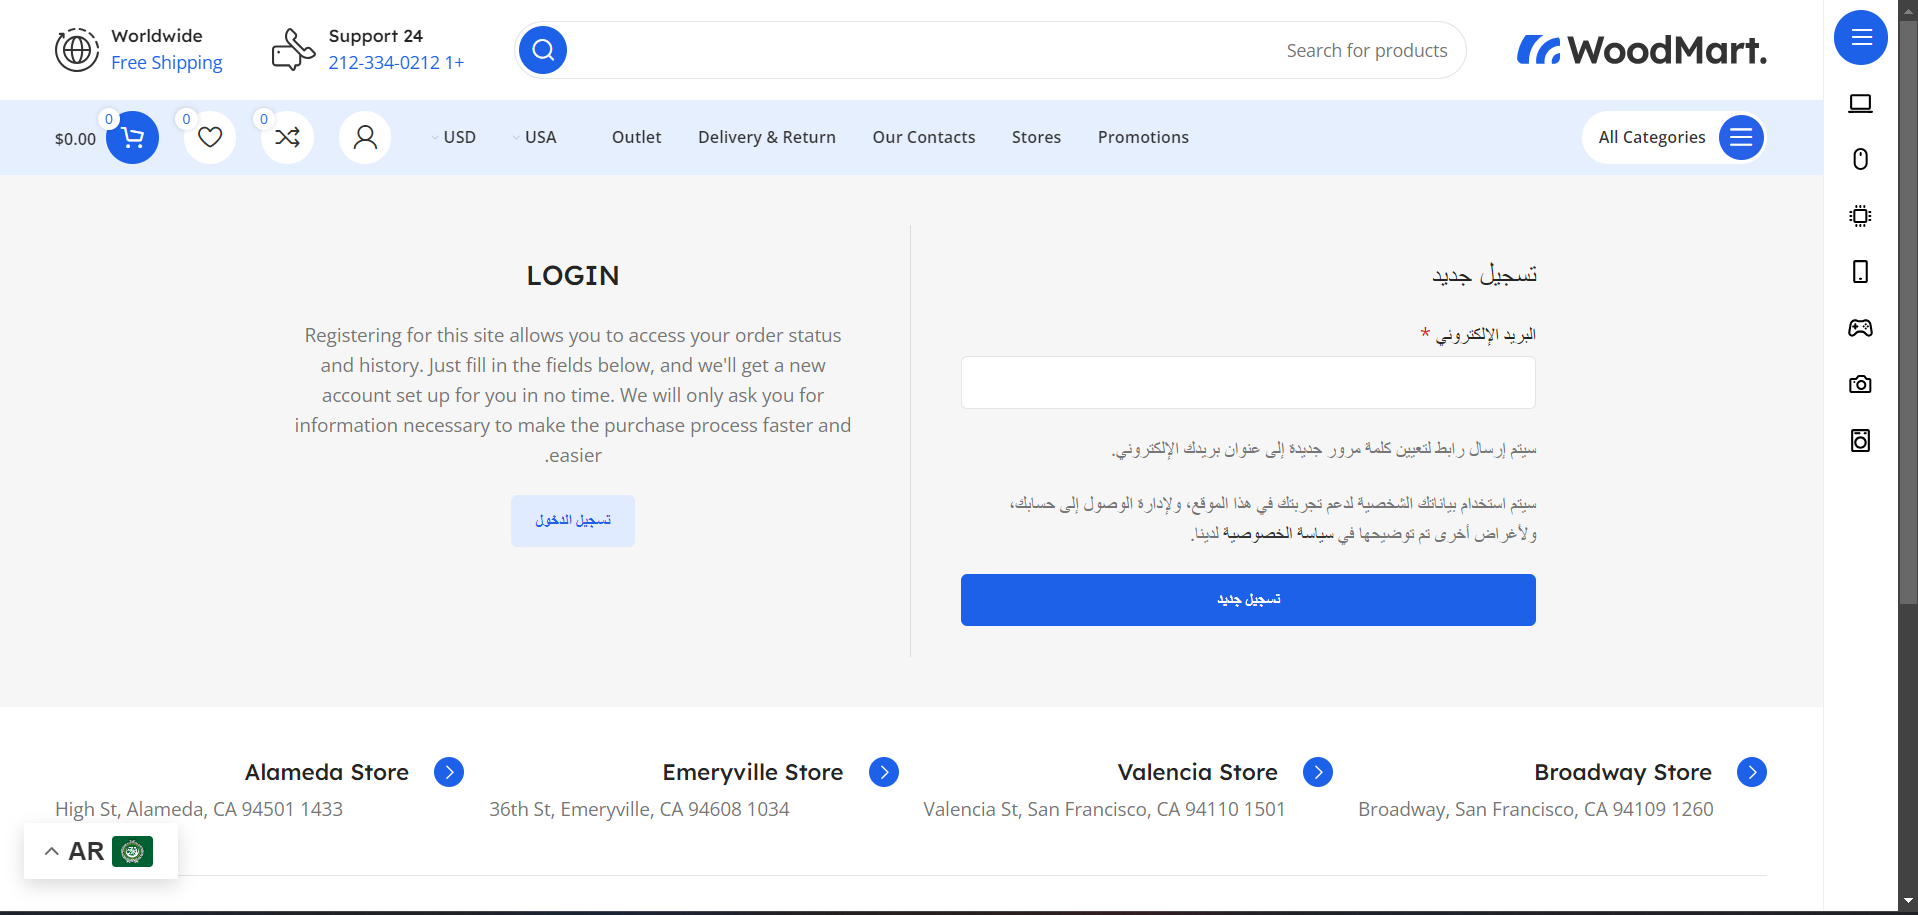 Worldwide
Free Shipping
Support 24
212-334-0212 1+
Search for products
WoodMart.
$0.00
0
0
0
USD
USA
Outlet
Delivery & Return
Our Contacts
Stores
Promotions
All Categories
LOGIN
Registering for this site allows you to access your order status
and history. Just fill in the fields below, and we'll get a new
account set up for you in no time. We will only ask you for
information necessary to make the purchase process faster and
.easier
تسجيل الدخول
تسجيل جديد
البريد الإلكتروني *
سيتم إرسال رابط لتعيين كلمة مرور جديدة إلى عنوان بريدك الإلكتروني.
سيتم استخدام بياناتك الشخصية لدعم تجربتك في هذا الموقع، ولإدارة الوصول إلى حسابك،
ولأغراض أخرى تم توضيحها في سياسة الخصوصية لدينا.
تسجيل جديد
Alameda Store
High St, Alameda, CA 94501 1433
Emeryville Store
36th St, Emeryville, CA 94608 1034
Valencia Store
Valencia St, San Francisco, CA 94110 1501
Broadway Store
Broadway, San Francisco, CA 94109 1260
AR